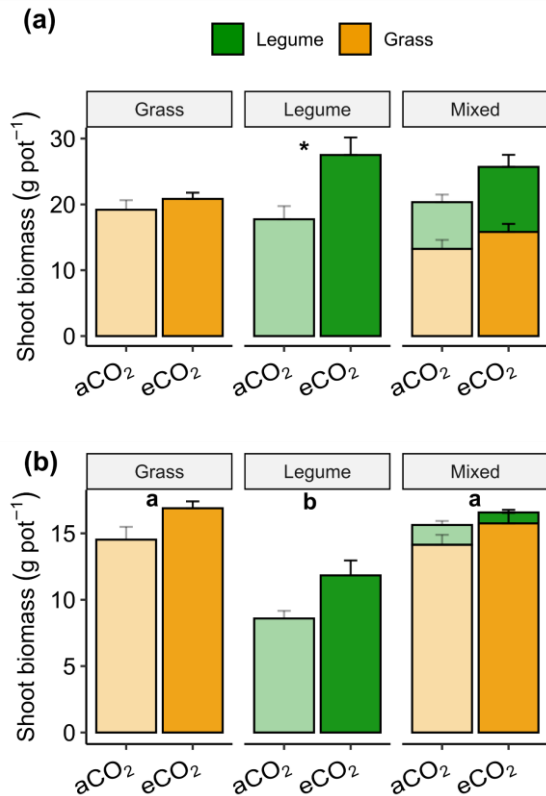 (a)
Legume Grass
Grass Legume Mixed
Shoot biomass (g pot⁻¹)
30
20
10
0
*
aCO₂ eCO₂ aCO₂ eCO₂ aCO₂ eCO₂
(b)
Grass Legume Mixed
a b a
Shoot biomass (g pot⁻¹)
15
10
5
0
aCO₂ eCO₂ aCO₂ eCO₂ aCO₂ eCO₂